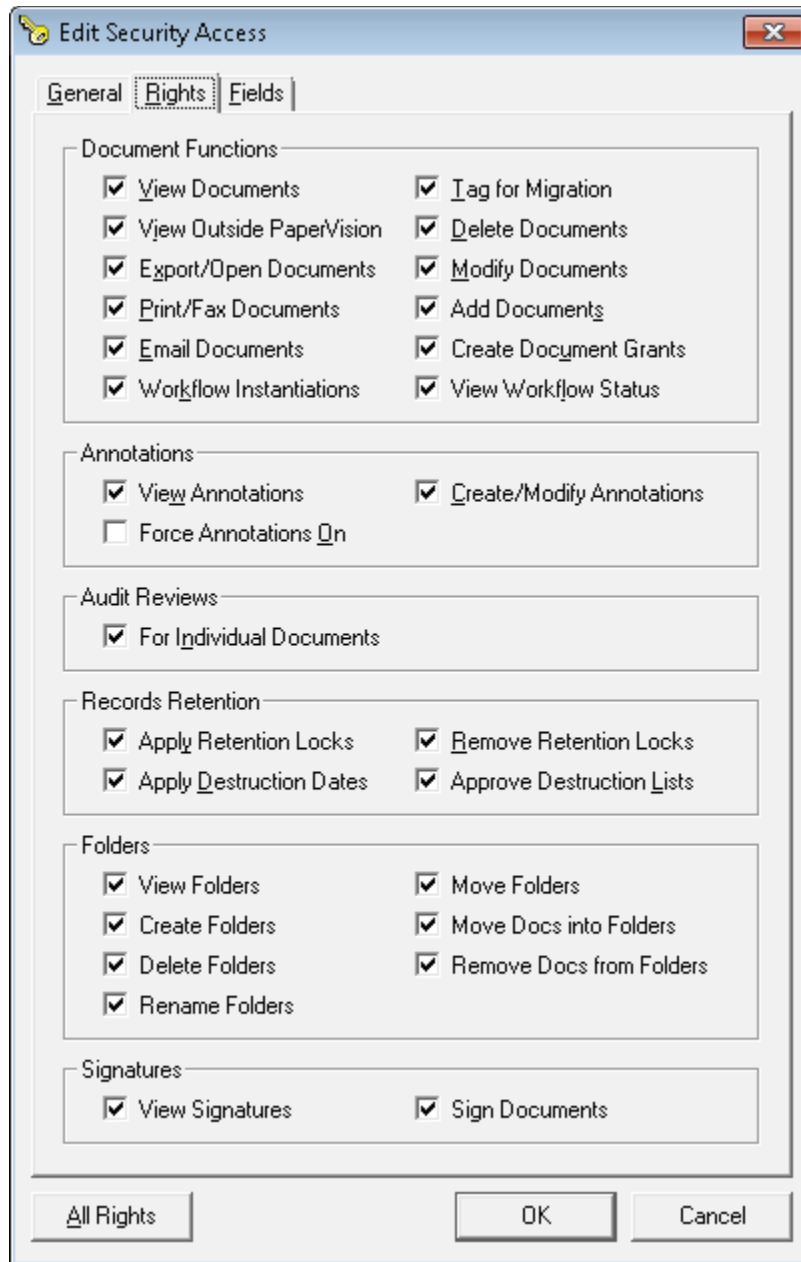 Edit Security Access
General Rights Fields
Document Functions
View Documents Tag for Migration
View Outside PaperVision Delete Documents
Export/Open Documents Modify Documents
Print/Fax Documents Add Documents
Email Documents Create Document Grants
Workflow Instantiations View Workflow Status
Annotations
View Annotations Create/Modify Annotations
Force Annotations On
Audit Reviews
For Individual Documents
Records Retention
Apply Retention Locks Remove Retention Locks
Apply Destruction Dates Approve Destruction Lists
Folders
View Folders Move Folders
Create Folders Move Docs into Folders
Delete Folders Remove Docs from Folders
Rename Folders
Signatures
View Signatures Sign Documents
All Rights OK Cancel